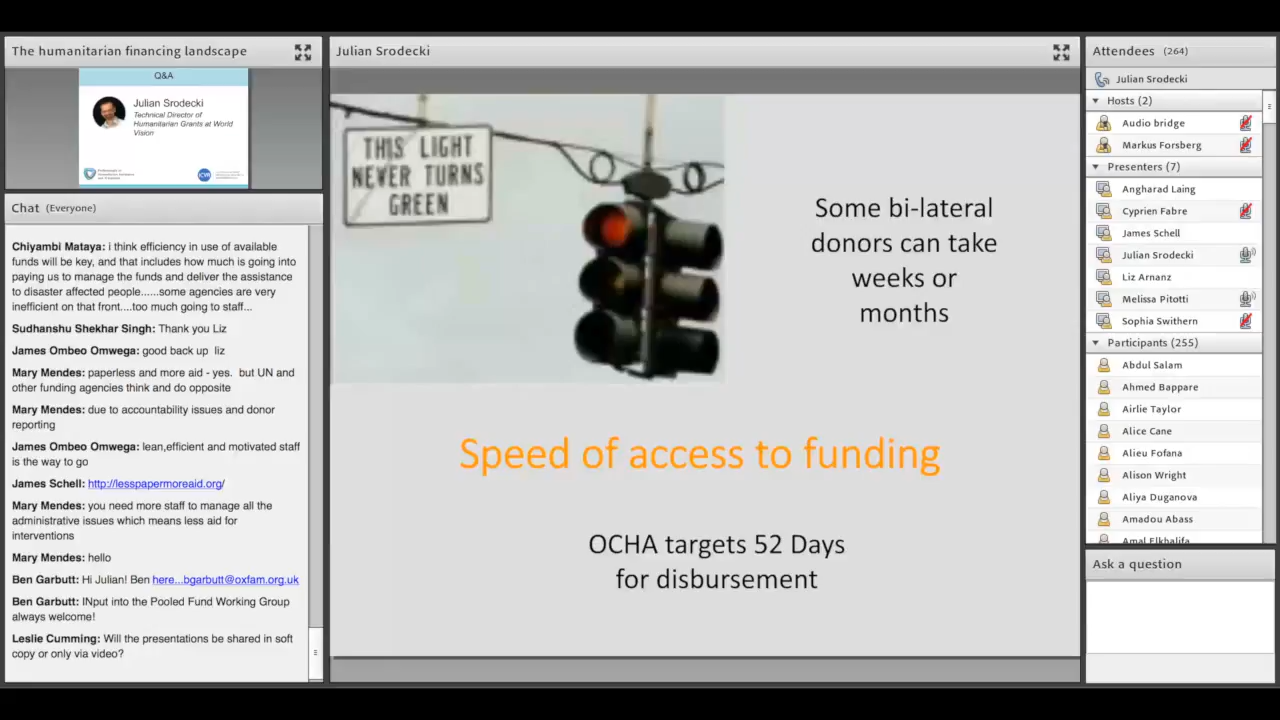 The humanitarian financing landscape
Q&A
Julian Srodecki
Technical Director of
Humanitarian Grants at World
Vision
Chat (Everyone)
Chiyambi Mataya: i think efficiency in use of available
funds will be key, and that includes how much is going into
paying us to manage the funds and deliver the assistance
to disaster affected people......some agencies are very
inefficient on that front....too much going to staff...
Sudhanshu Shekhar Singh: Thank you Liz
James Ombeo Omwega: good back up liz
Mary Mendes: paperless and more aid - yes. but UN and
other funding agencies think and do opposite
Mary Mendes: due to accountability issues and donor
reporting
James Ombeo Omwega: lean,efficient and motivated staff
is the way to go
James Schell: http://lesspapermoreaid.org/
Mary Mendes: you need more staff to manage all the
administrative issues which means less aid for
interventions
Mary Mendes: hello
Ben Garbutt: Hi Julian! Ben here...bgarbutt@oxfam.org.uk
Ben Garbutt: INput into the Pooled Fund Working Group
always welcome!
Leslie Cumming: Will the presentations be shared in soft
copy or only via video?
Julian Srodecki
THIS LIGHT
NEVER TURNS
GREEN
Some bi-lateral
donors can take
weeks or
months
Speed of access to funding
OCHA targets 52 Days
for disbursement
Attendees (264)
Julian Srodecki
Hosts (2)
Audio bridge
Markus Forsberg
Presenters (7)
Angharad Laing
Cyprien Fabre
James Schell
Julian Srodecki
Liz Arnanz
Melissa Pitotti
Sophia Swithern
Participants (255)
Abdul Salam
Ahmed Bappare
Airlie Taylor
Alice Cane
Alieu Fofana
Alison Wright
Aliya Duganova
Amadou Abass
Amal Elkhalifa
Ask a question